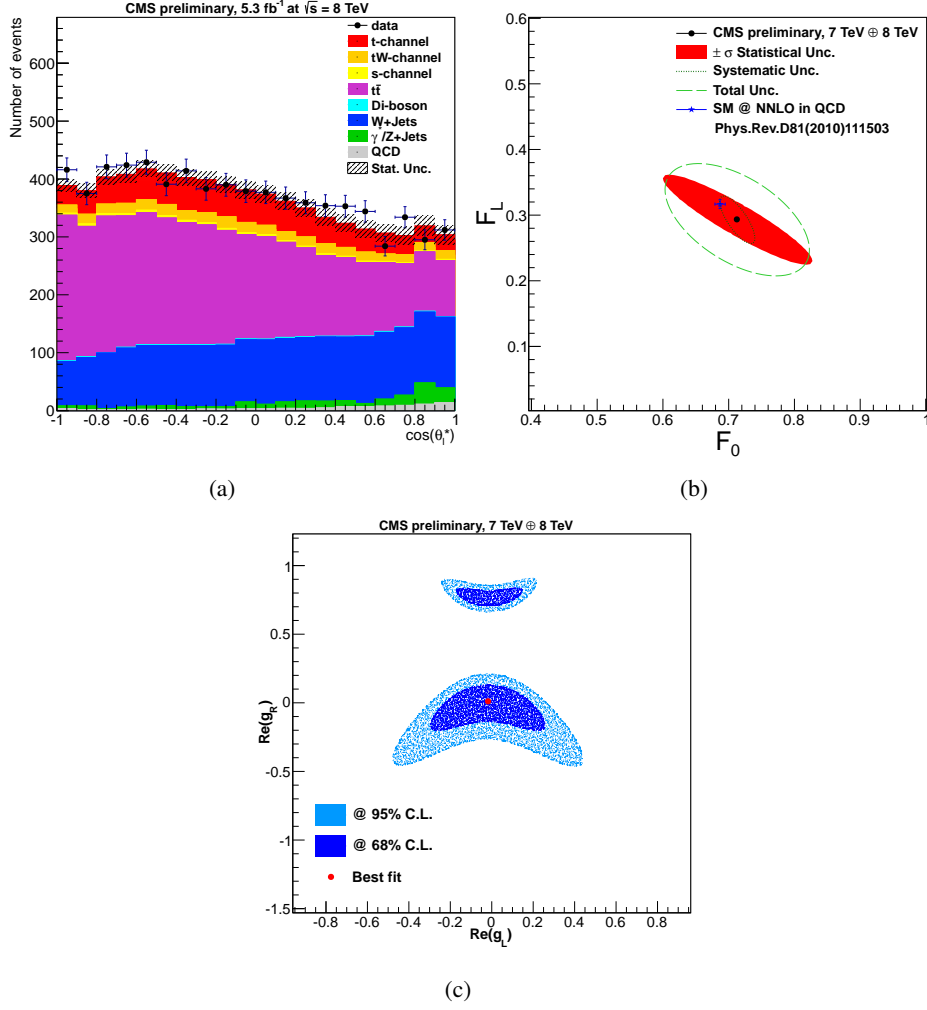 CMS preliminary, 5.3 fb⁻¹ at √s = 8 TeV
Number of events
600
500
400
300
200
100
0
-1 -0.8 -0.6 -0.4 -0.2 0 0.2 0.4 0.6 0.8 1
cos(θₗ*)
data
t-channel
tW-channel
s-channel
tt̄
Di-boson
W+Jets
γ*/Z+Jets
QCD
Stat. Unc.
(a)
F_L
0.6
0.5
0.4
0.3
0.2
0.1
0.4 0.5 0.6 0.7 0.8 0.9 1
F₀
CMS preliminary, 7 TeV ⊕ 8 TeV
± σ Statistical Unc.
Systematic Unc.
Total Unc.
SM @ NNLO in QCD
Phys.Rev.D81(2010)111503
(b)
CMS preliminary, 7 TeV ⊕ 8 TeV
Re(g_R)
1
0.5
0
-0.5
-1
-1.5
@ 95% C.L.
@ 68% C.L.
Best fit
-0.8 -0.6 -0.4 -0.2 0 0.2 0.4 0.6 0.8
Re(g_L)
(c)